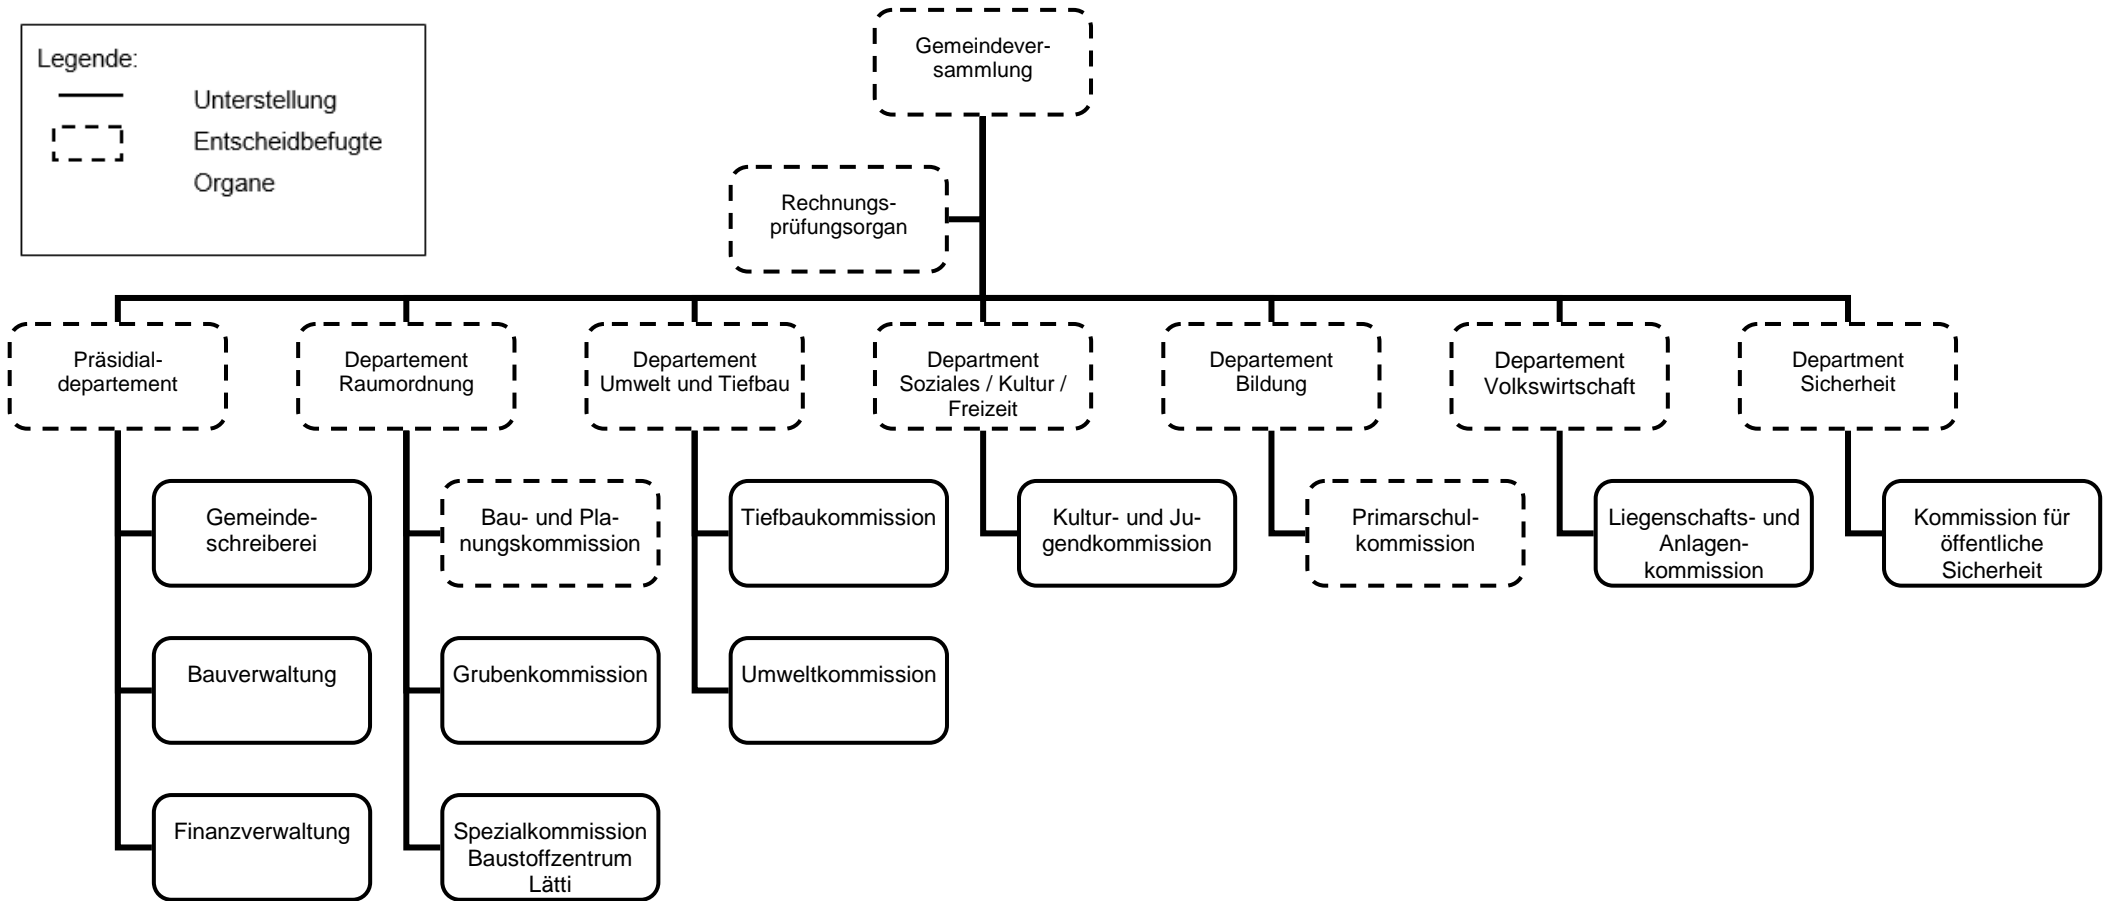 Legende:
Unterstellung
Entscheidbefugte
Organe
Gemeindever-
sammlung
Rechnungs-
prüfungsorgan
Präsidial-
departement
Departement
Raumordnung
Departement
Umwelt und Tiefbau
Department
Soziales / Kultur /
Freizeit
Departement
Bildung
Departement
Volkswirtschaft
Department
Sicherheit
Gemeinde-
schreiberei
Bau- und Pla-
nungskommission
Tiefbaukommission
Kultur- und Ju-
gendkommission
Primarschul-
kommission
Liegenschafts- und
Anlagen-
kommission
Kommission für
öffentliche
Sicherheit
Bauverwaltung
Grubenkommission
Umweltkommission
Finanzverwaltung
Spezialkommission
Baustoffzentrum
Lätti